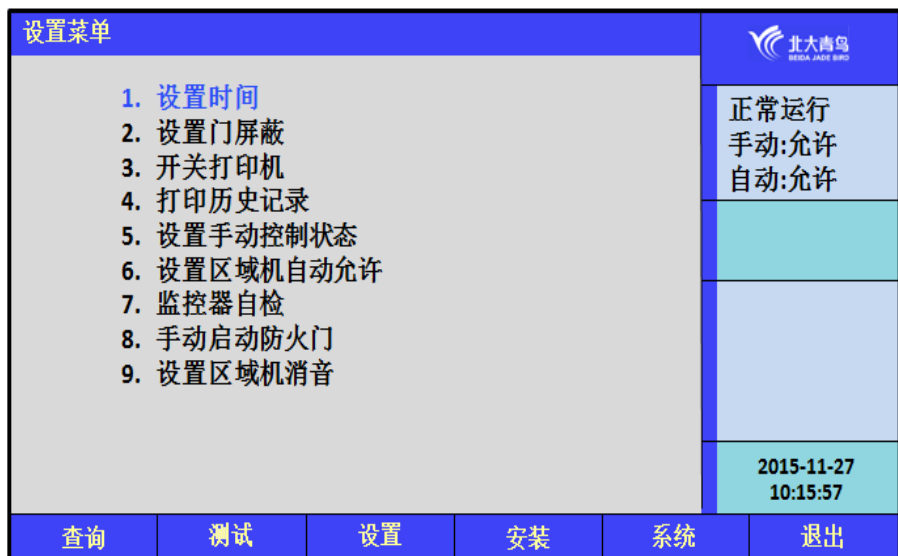 设置菜单
北大青鸟
BEIDA JADE BIRD
1. 设置时间
2. 设置门屏蔽
3. 开关打印机
4. 打印历史记录
5. 设置手动控制状态
6. 设置区域机自动允许
7. 监控器自检
8. 手动启动防火门
9. 设置区域机消音
正常运行
手动:允许
自动:允许
2015-11-27
10:15:57
查询 测试 设置 安装 系统 退出